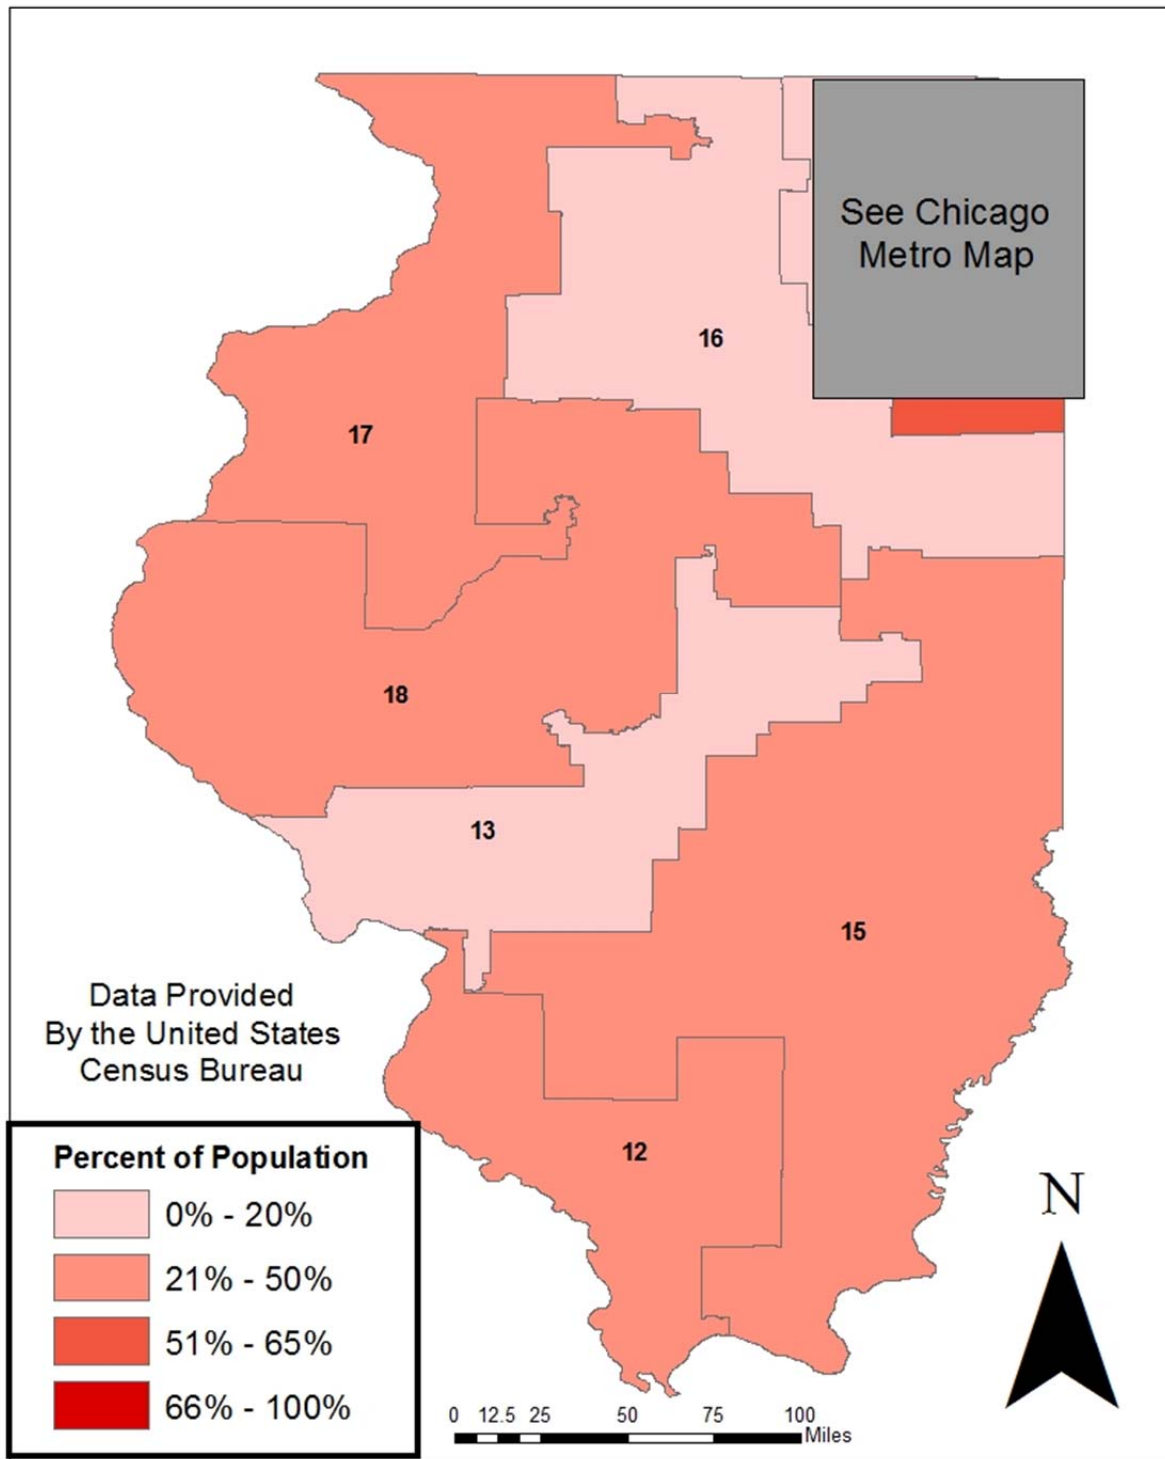 See Chicago
Metro Map
16
17
18
13
15
12
Data Provided
By the United States
Census Bureau
Percent of Population
0% - 20%
21% - 50%
51% - 65%
66% - 100%
N
0 12.5 25 50 75 100
Miles